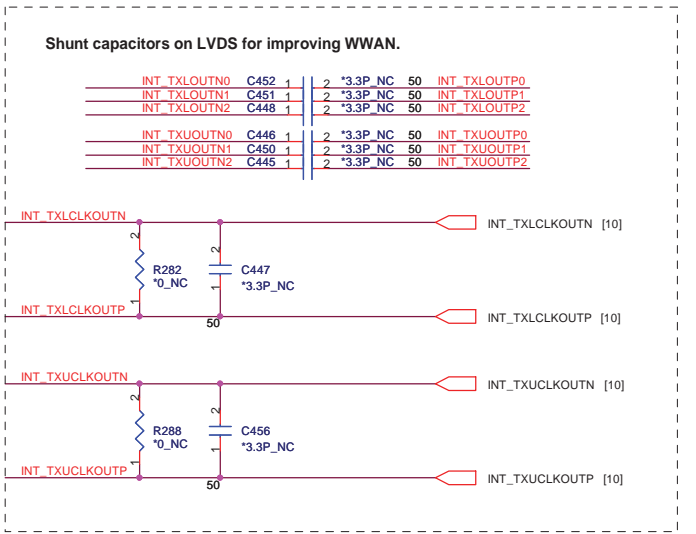 Shunt capacitors on LVDS for improving WWAN.
INT_TXLOUTN0 C452 1 2 *3.3P_NC 50 INT_TXLOUTP0
INT_TXLOUTN1 C451 1 2 *3.3P_NC 50 INT_TXLOUTP1
INT_TXLOUTN2 C448 1 2 *3.3P_NC 50 INT_TXLOUTP2
INT_TXUOUTN0 C446 1 2 *3.3P_NC 50 INT_TXUOUTP0
INT_TXUOUTN1 C450 1 2 *3.3P_NC 50 INT_TXUOUTP1
INT_TXUOUTN2 C445 1 2 *3.3P_NC 50 INT_TXUOUTP2
INT_TXLCLKOUTN INT_TXLCLKOUTN [10]
2 2
R282 C447
*0_NC *3.3P_NC
1 1
INT_TXLCLKOUTP INT_TXLCLKOUTP [10]
50
INT_TXUCLKOUTN INT_TXUCLKOUTN [10]
2 2
R288 C456
*0_NC *3.3P_NC
1 1
INT_TXUCLKOUTP INT_TXUCLKOUTP [10]
50